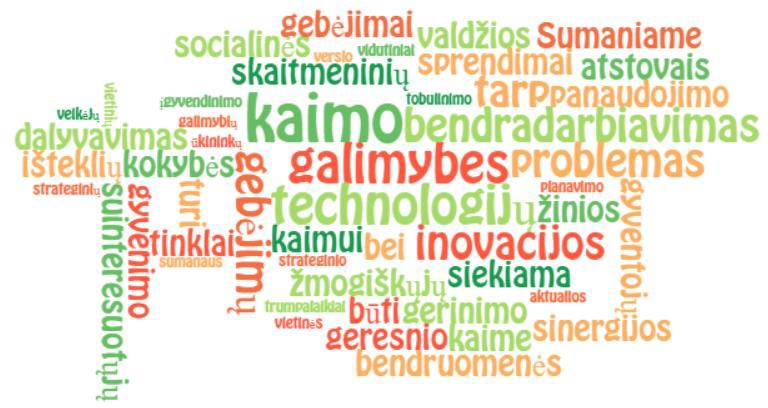 gebėjimai
socialinės
verslo
vidutiniai
valdžios
Sumaniame
skaitmeninių
sprendimai
atstovais
vietinių
veikėjų
įgyvendinimo
galimybių
ūkininkų
tobulinimo
tarp
panaudojimo
kaimo
bendradarbiavimas
dalyvavimas
išteklių
kokybės
galimybes
problemas
strateginių
suinteresuotųjų
gyvenimo
turi
gebėjimų
technologijų
planavimo
žinios
gyventojų
tinklai
sumanaus
kaimui
bei
inovacijos
strateginio
žmogiškųjų
siekiama
aktualios
trumpalaikiai
būti
gerinimo
vietinės
geresnio
kaime
sinergijos
bendruomenės